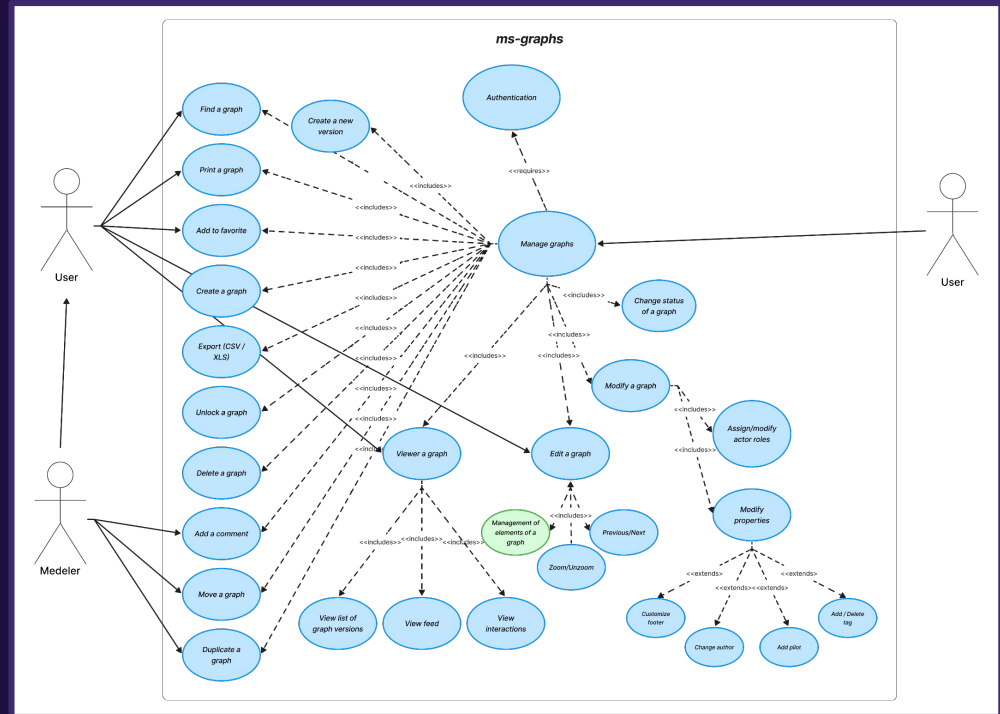 ms-graphs
Authentication
Find a graph
Create a new
version
Print a graph
<<requires>>
<<includes>>
<<includes>>
Add to favorite
<<includes>>
Manage graphs
User
User
<<includes>>
Create a graph
<<includes>>
<<includes>>
Change status
of a graph
<<includes>>
<<includes>>
Export (CSV /
XLS)
<<includes>>
<<includes>>
<<includes>>
<<includes>>
Modify a graph
Unlock a graph
<<includes>>
<<includes>>
Assign/modify
actor roles
<<includes>>
Viewer a graph
Edit a graph
Delete a graph
Modify
properties
<<includes>>
Management of
elements of a
graph
Previous/Next
Add a comment
<<includes>>
<<includes>>
<<includes>>
Zoom/Unzoom
Medeler
<<extends>>
<<extends>>
<<extends>>
<<extends>>
Move a graph
View list of
graph versions
View feed
View
interactions
Customize
footer
Add / Delete
tag
Change author
Add pilot
Duplicate a
graph